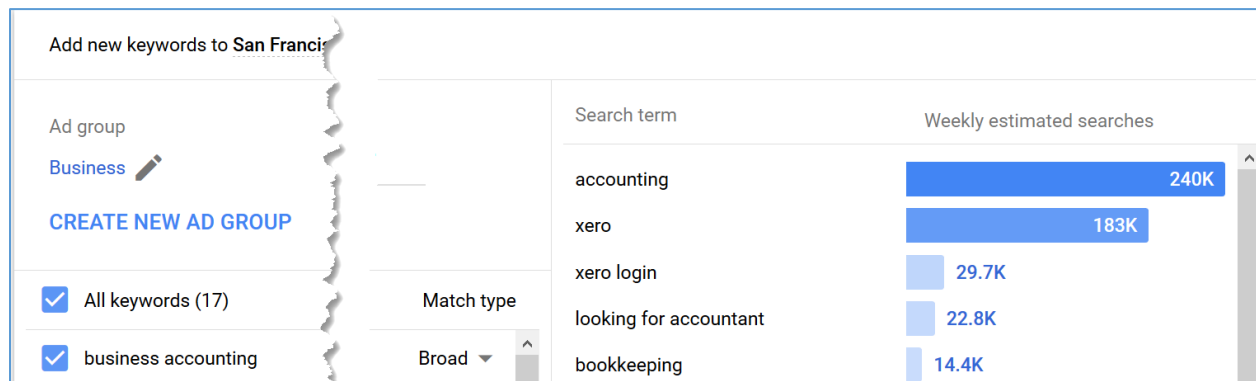 Add new keywords to San Francis
Ad group
Business
CREATE NEW AD GROUP
All keywords (17) Match type
business accounting Broad
Search term Weekly estimated searches
accounting 240K
xero 183K
xero login 29.7K
looking for accountant 22.8K
bookkeeping 14.4K